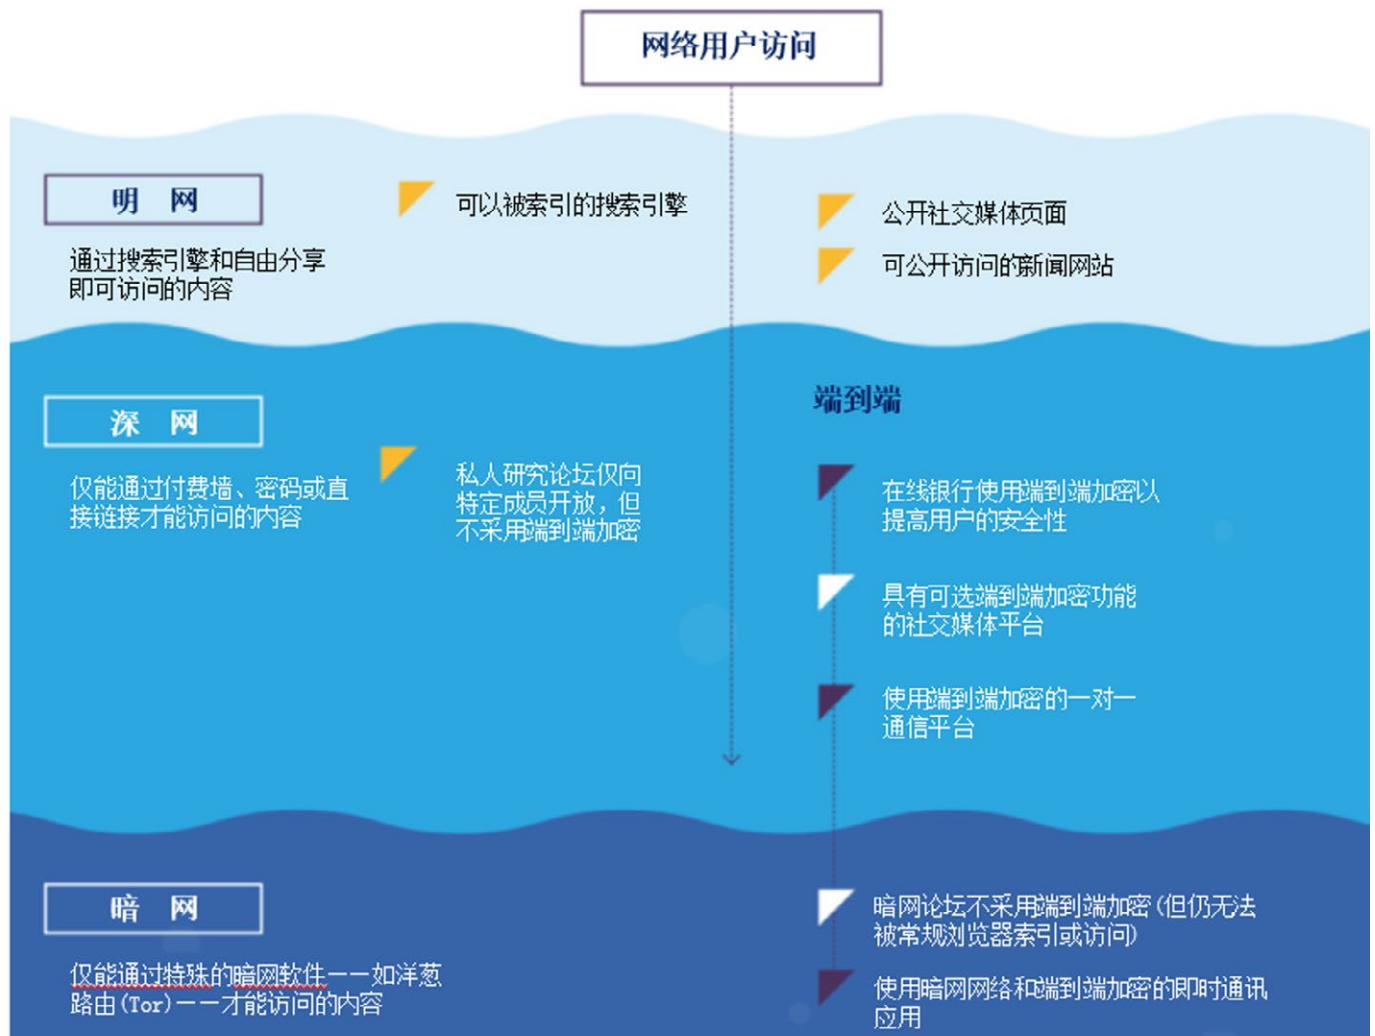 网络用户访问
明 网
通过搜索引擎和自由分享
即可访问的内容
可以被索引的搜索引擎
公开社交媒体页面
可公开访问的新闻网站
深 网
仅能通过付费墙、密码或直
接链接才能访问的内容
私人研究论坛仅向
特定成员开放，但
不采用端到端加密
端到端
在线银行使用端到端加密以
提高用户的安全性
具有可选端到端加密功能
的社交媒体平台
使用端到端加密的一对一
通信平台
暗 网
仅能通过特殊的暗网软件——如洋葱
路由(Tor)——才能访问的内容
暗网论坛不采用端到端加密(但仍无法
被常规浏览器索引或访问)
使用暗网网络和端到端加密的即时通讯
应用